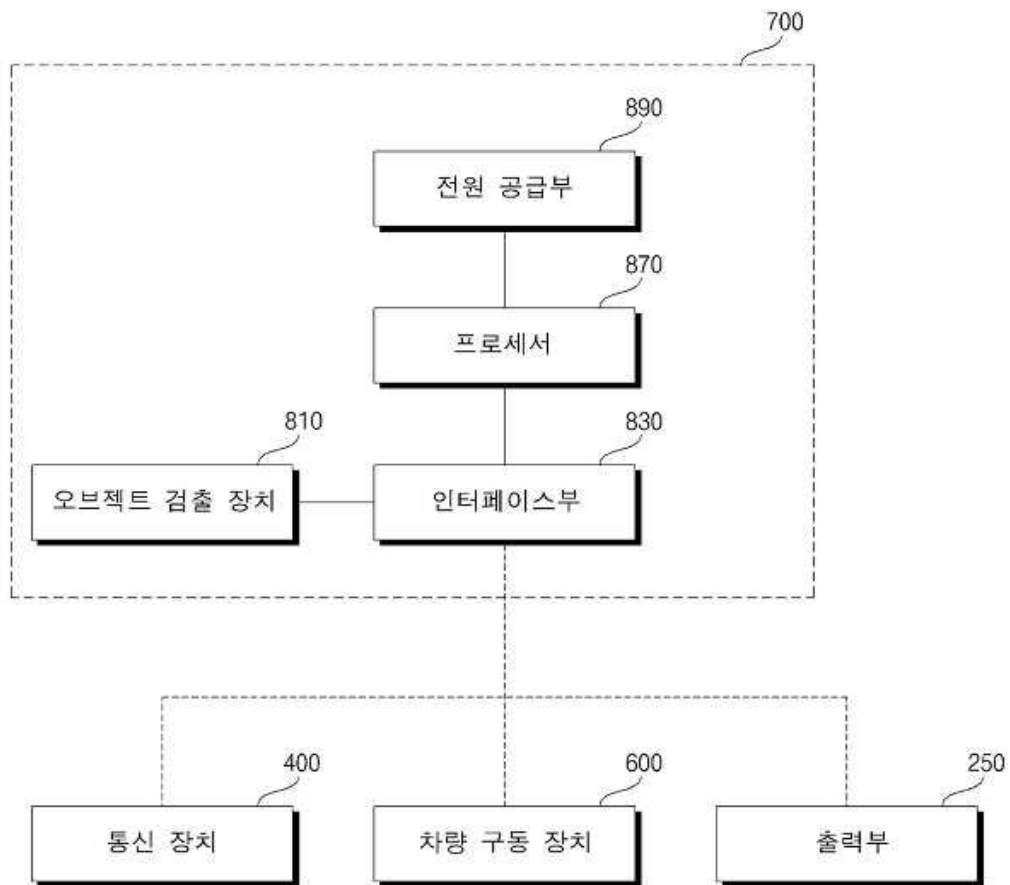 700
890
전원 공급부
870
프로세서
810
830
오브젝트 검출 장치
인터페이스부
400
600
250
통신 장치
차량 구동 장치
출력부